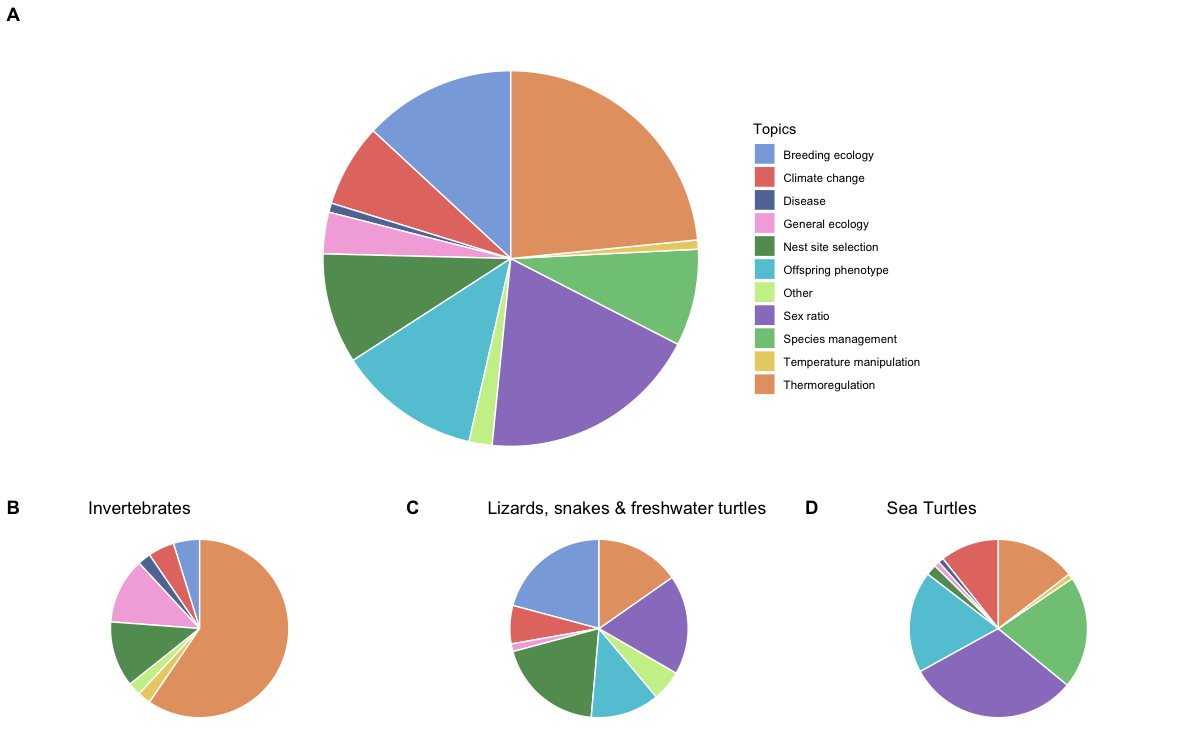 A
Topics
Breeding ecology
Climate change
Disease
General ecology
Nest site selection
Offspring phenotype
Other
Sex ratio
Species management
Temperature manipulation
Thermoregulation
B Invertebrates
C Lizards, snakes & freshwater turtles
D Sea Turtles